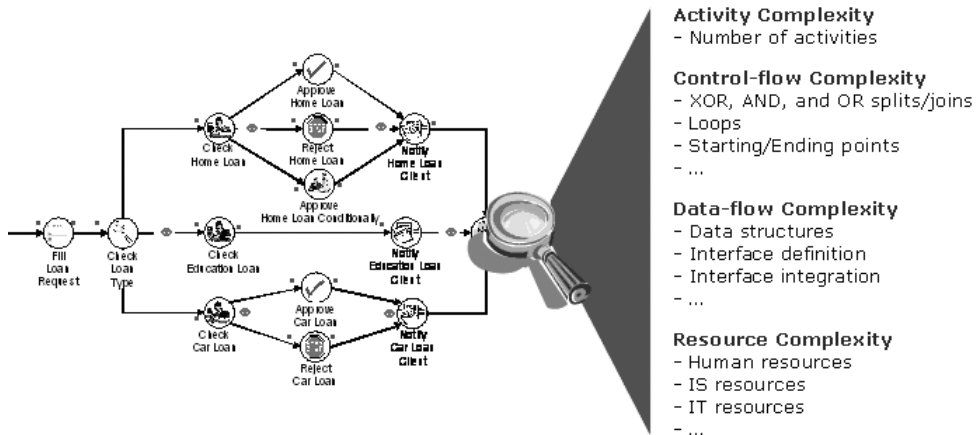 Activity Complexity
- Number of activities
Control-flow Complexity
- XOR, AND, and OR splits/joins
- Loops
- Starting/Ending points
- ...
Data-flow Complexity
- Data structures
- Interface definition
- Interface integration
- ...
Resource Complexity
- Human resources
- IS resources
- IT resources
- ...
Fill
Loan
Request
Check
Loan
Type
Check
Home Loan
Approve
Home Loan
Reject
Home Loan
Approve
Home Loan Conditionally
Notify
Home Loan
Client
Check
Education Loan
Notify
Education Loan
Client
Check
Car Loan
Approve
Car Loan
Reject
Car Loan
Notify
Car Loan
Client